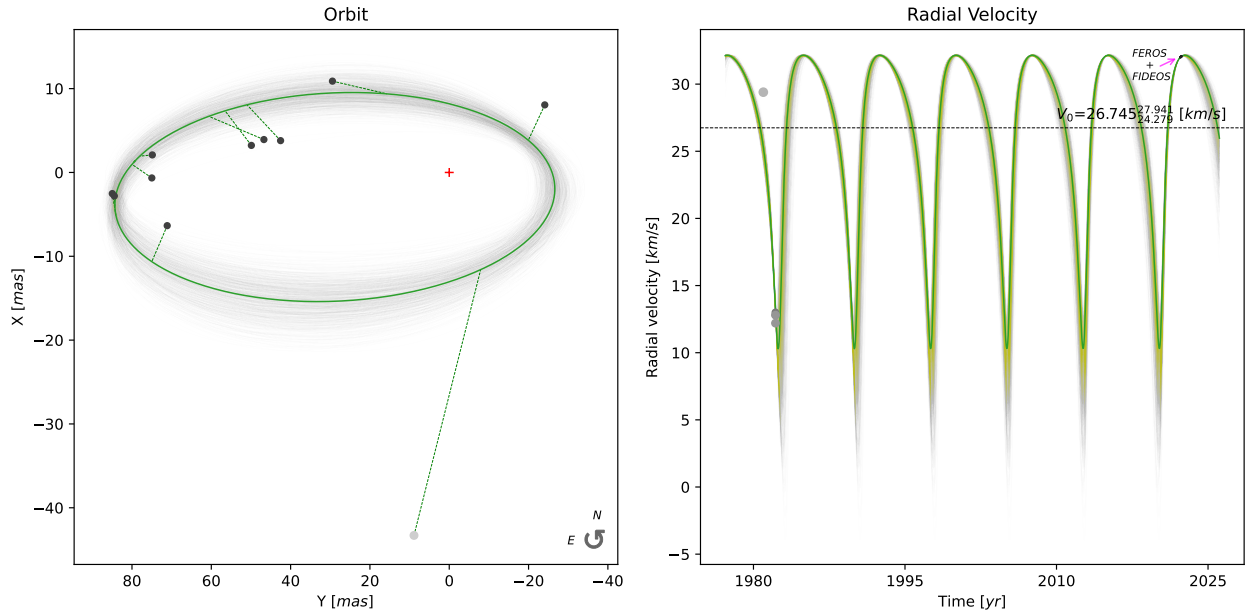 Orbit
X [mas]
10
0
−10
−20
−30
−40
80 60 40 20 0 −20 −40
Y [mas]
N
E
Radial Velocity
Radial velocity [km/s]
30
25
20
15
10
5
0
−5
1980 1995 2010 2025
Time [yr]
FEROS
+
FIDEOS
V₀=26.745 27.941 24.279 [km/s]